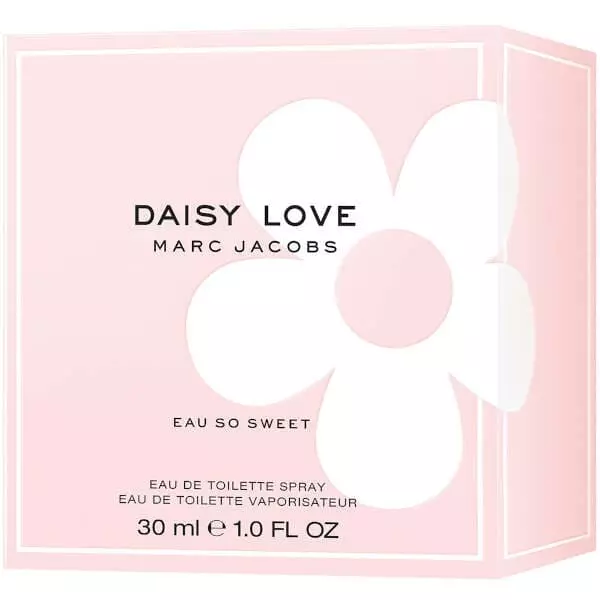 DAISY LOVE
MARC JACOBS
EAU SO SWEET
EAU DE TOILETTE SPRAY
EAU DE TOILETTE VAPORISATEUR
30 ml ℮ 1.0 FL OZ